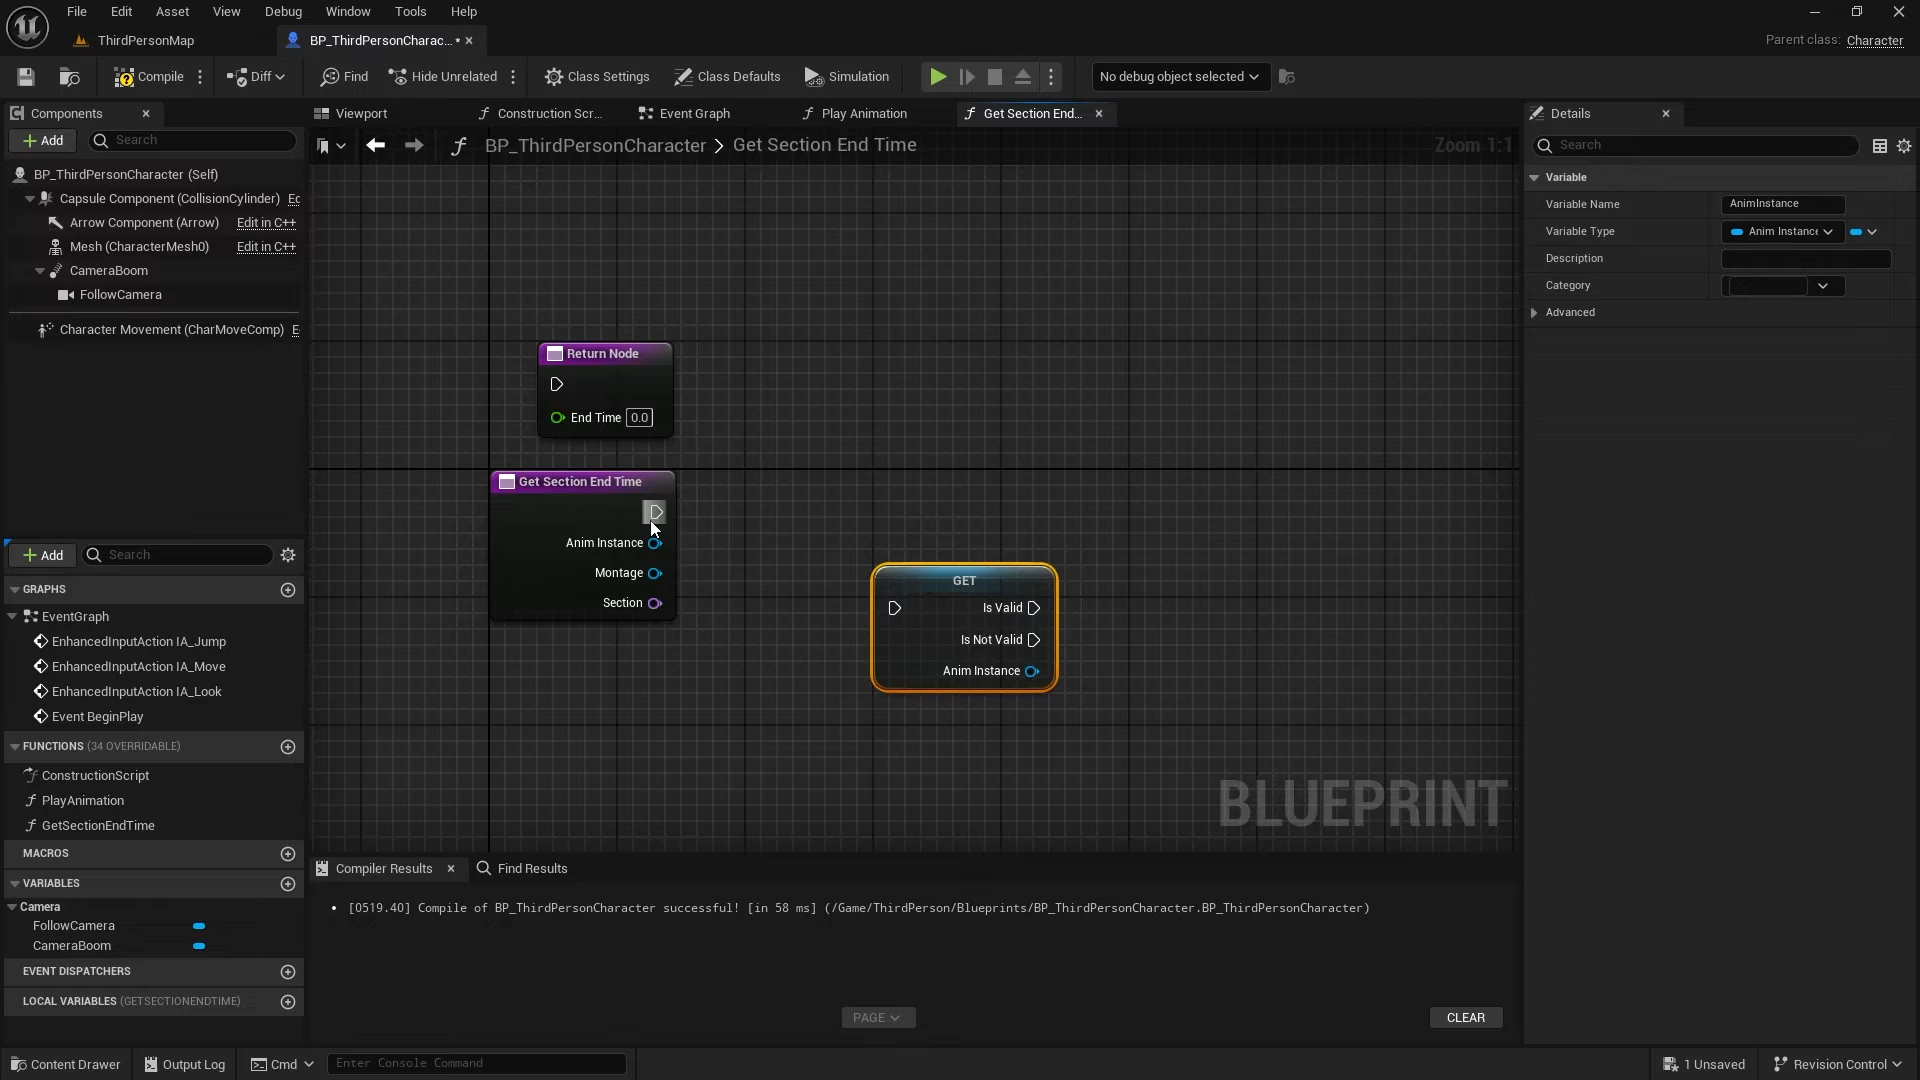 File Edit Asset View Debug Window Tools Help
ThirdPersonMap
BP_ThirdPersonCharac... •
Parent class: Character
Compile
Diff
Find
Hide Unrelated
Class Settings
Class Defaults
Simulation
No debug object selected
Components
Viewport
Construction Scr...
Event Graph
Play Animation
Get Section End...
Details
Add
Search
BP_ThirdPersonCharacter > Get Section End Time
Zoom 1:1
Search
BP_ThirdPersonCharacter (Self)
Capsule Component (CollisionCylinder) Ec
Arrow Component (Arrow) Edit in C++
Mesh (CharacterMesh0) Edit in C++
CameraBoom
FollowCamera
Character Movement (CharMoveComp) E
Variable
Variable Name AnimInstance
Variable Type Anim Instance
Description
Category
Advanced
Return Node
End Time 0.0
Get Section End Time
Anim Instance
Montage
Section
GET
Is Valid
Is Not Valid
Anim Instance
BLUEPRINT
Add
Search
GRAPHS
EventGraph
EnhancedInputAction IA_Jump
EnhancedInputAction IA_Move
EnhancedInputAction IA_Look
Event BeginPlay
FUNCTIONS (34 OVERRIDABLE)
ConstructionScript
PlayAnimation
GetSectionEndTime
MACROS
VARIABLES
Camera
FollowCamera
CameraBoom
EVENT DISPATCHERS
LOCAL VARIABLES (GETSECTIONENDTIME)
Compiler Results
Find Results
• [0519.40] Compile of BP_ThirdPersonCharacter successful! [in 58 ms] (/Game/ThirdPerson/Blueprints/BP_ThirdPersonCharacter.BP_ThirdPersonCharacter)
PAGE
CLEAR
Content Drawer
Output Log
Cmd
Enter Console Command
1 Unsaved
Revision Control